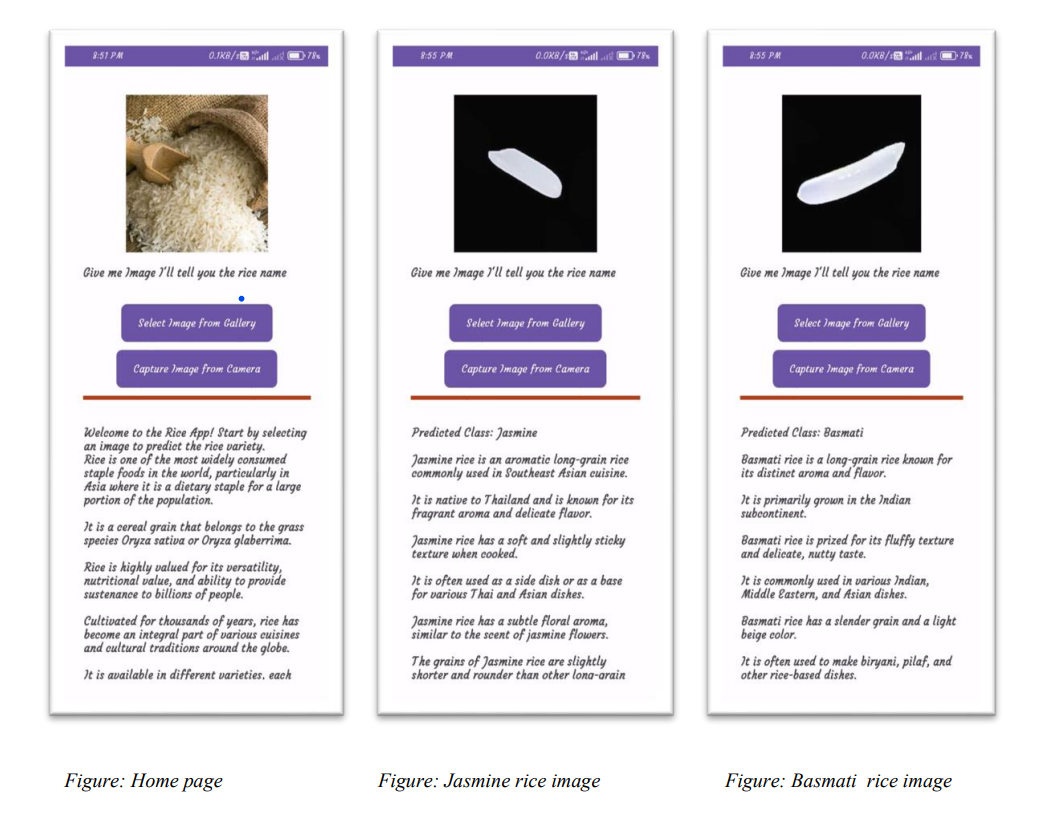 8:51 PM 0.1KB/s 78%
Give me Image I'll tell you the rice name
Select Image from Gallery
Capture Image from Camera
Welcome to the Rice App! Start by selecting
an image to predict the rice variety.
Rice is one of the most widely consumed
staple foods in the world, particularly in
Asia where it is a dietary staple for a large
portion of the population.
It is a cereal grain that belongs to the grass
species Oryza sativa or Oryza glaberrima.
Rice is highly valued for its versatility,
nutritional value, and ability to provide
sustenance to billions of people.
Cultivated for thousands of years, rice has
become an integral part of various cuisines
and cultural traditions around the globe.
It is available in different varieties, each
Figure: Home page
8:55 PM 0.0KB/s 78%
Give me Image I'll tell you the rice name
Select Image from Gallery
Capture Image from Camera
Predicted Class: Jasmine
Jasmine rice is an aromatic long-grain rice
commonly used in Southeast Asian cuisine.
It is native to Thailand and is known for its
fragrant aroma and delicate flavor.
Jasmine rice has a soft and slightly sticky
texture when cooked.
It is often used as a side dish or as a base
for various Thai and Asian dishes.
Jasmine rice has a subtle floral aroma,
similar to the scent of jasmine flowers.
The grains of Jasmine rice are slightly
shorter and rounder than other long-grain
Figure: Jasmine rice image
8:55 PM 0.0KB/s 78%
Give me Image I'll tell you the rice name
Select Image from Gallery
Capture Image from Camera
Predicted Class: Basmati
Basmati rice is a long-grain rice known for
its distinct aroma and flavor.
It is primarily grown in the Indian
subcontinent.
Basmati rice is prized for its fluffy texture
and delicate, nutty taste.
It is commonly used in various Indian,
Middle Eastern, and Asian dishes.
Basmati rice has a slender grain and a light
beige color.
It is often used to make biryani, pilaf, and
other rice-based dishes.
Figure: Basmati rice image